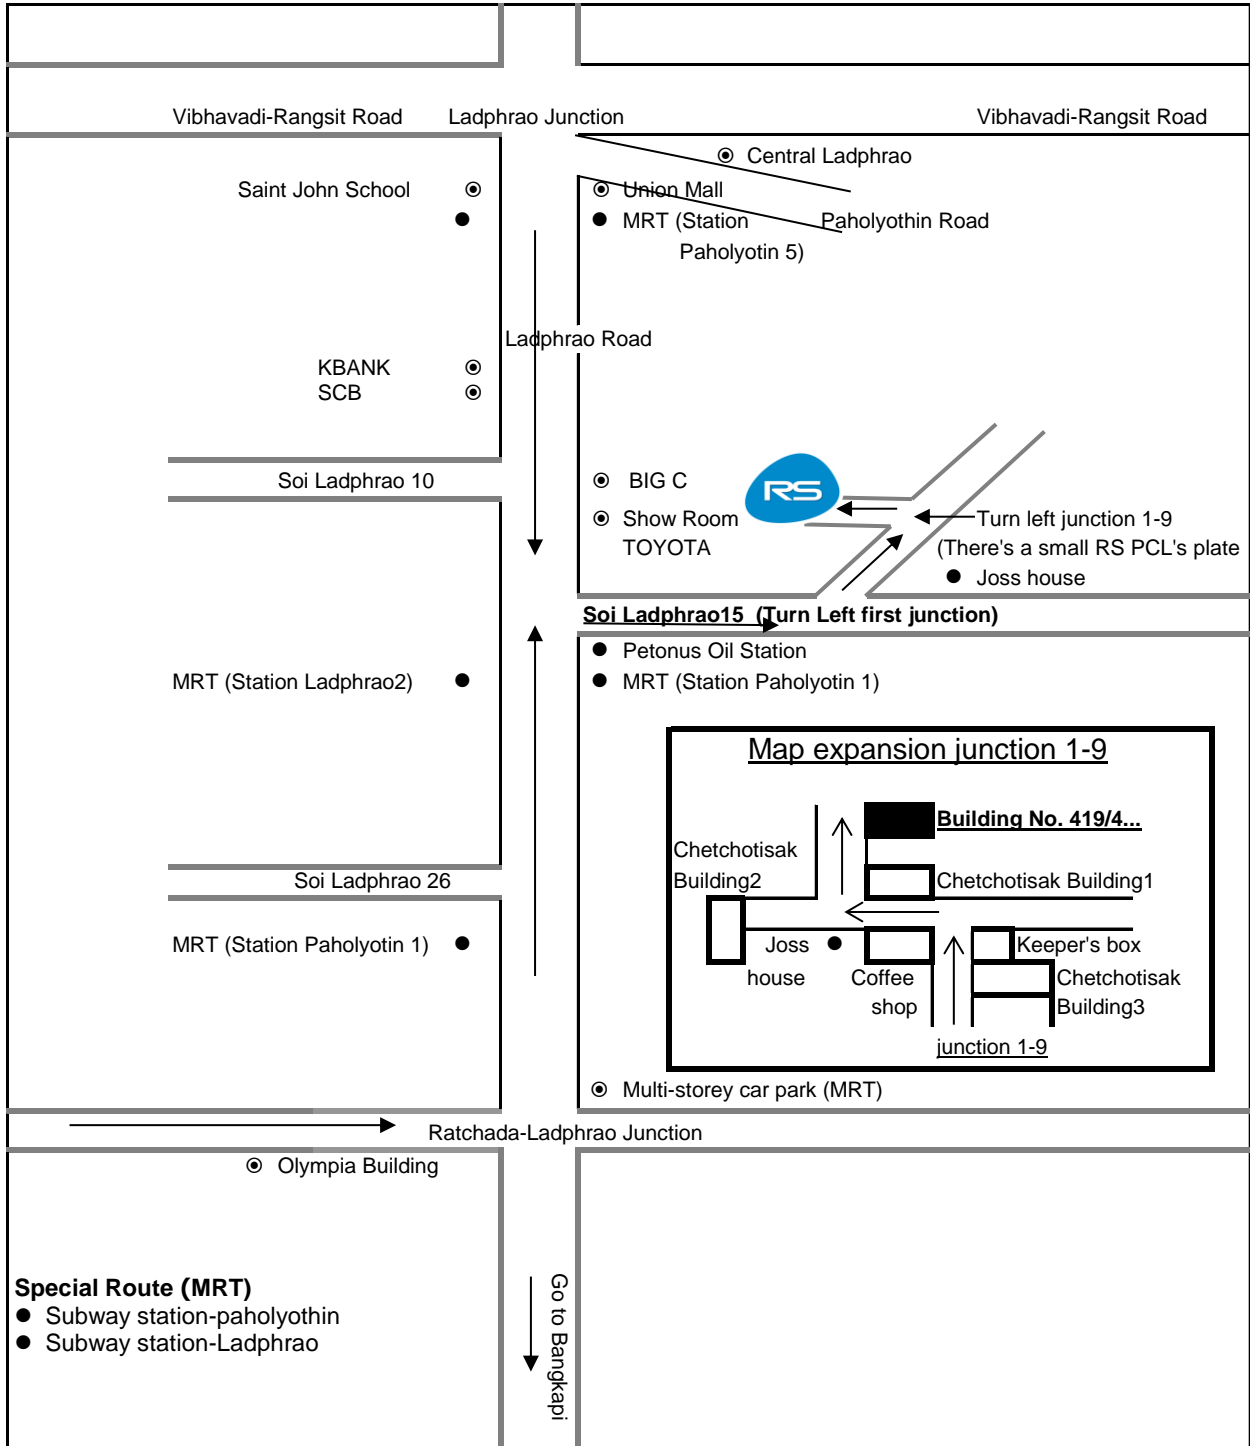 Vibhavadi-Rangsit Road
Ladphrao Junction
Vibhavadi-Rangsit Road
Central Ladphrao
Saint John School
Union Mall
MRT (Station
Paholyotin 5)
Paholyothin Road
Ladphrao Road
KBANK
SCB
Soi Ladphrao 10
BIG C
RS
Show Room
TOYOTA
Turn left junction 1-9
(There's a small RS PCL's plate
Joss house
Soi Ladphrao15 (Turn Left first junction)
Petonus Oil Station
MRT (Station Ladphrao2)
MRT (Station Paholyotin 1)
Map expansion junction 1-9
Building No. 419/4...
Chetchotisak
Building2
Chetchotisak Building1
Soi Ladphrao 26
MRT (Station Paholyotin 1)
Joss
house
Coffee
shop
Keeper's box
Chetchotisak
Building3
junction 1-9
Multi-storey car park (MRT)
Ratchada-Ladphrao Junction
Olympia Building
Special Route (MRT)
Subway station-paholyothin
Subway station-Ladphrao
Go to Bangkapi